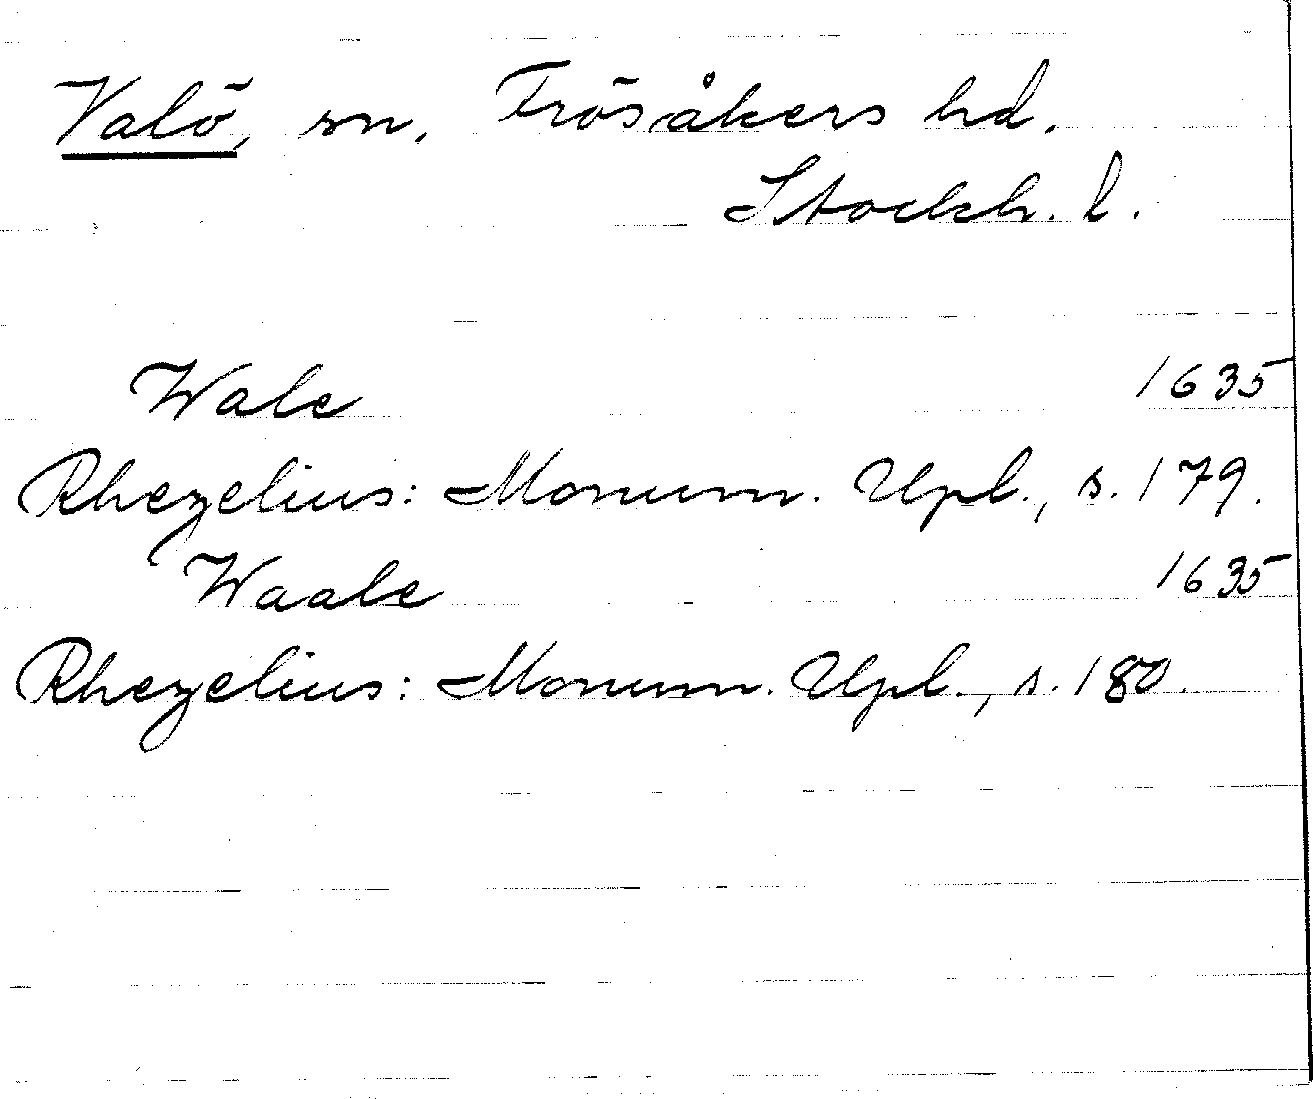 Valö, sn, Frösåkers hd.
Stockh. l.
Wale 1635
Rhezelius: Monum. Upl., s. 179.
Waale 1635
Rhezelius: Monum. Upl., s. 180.